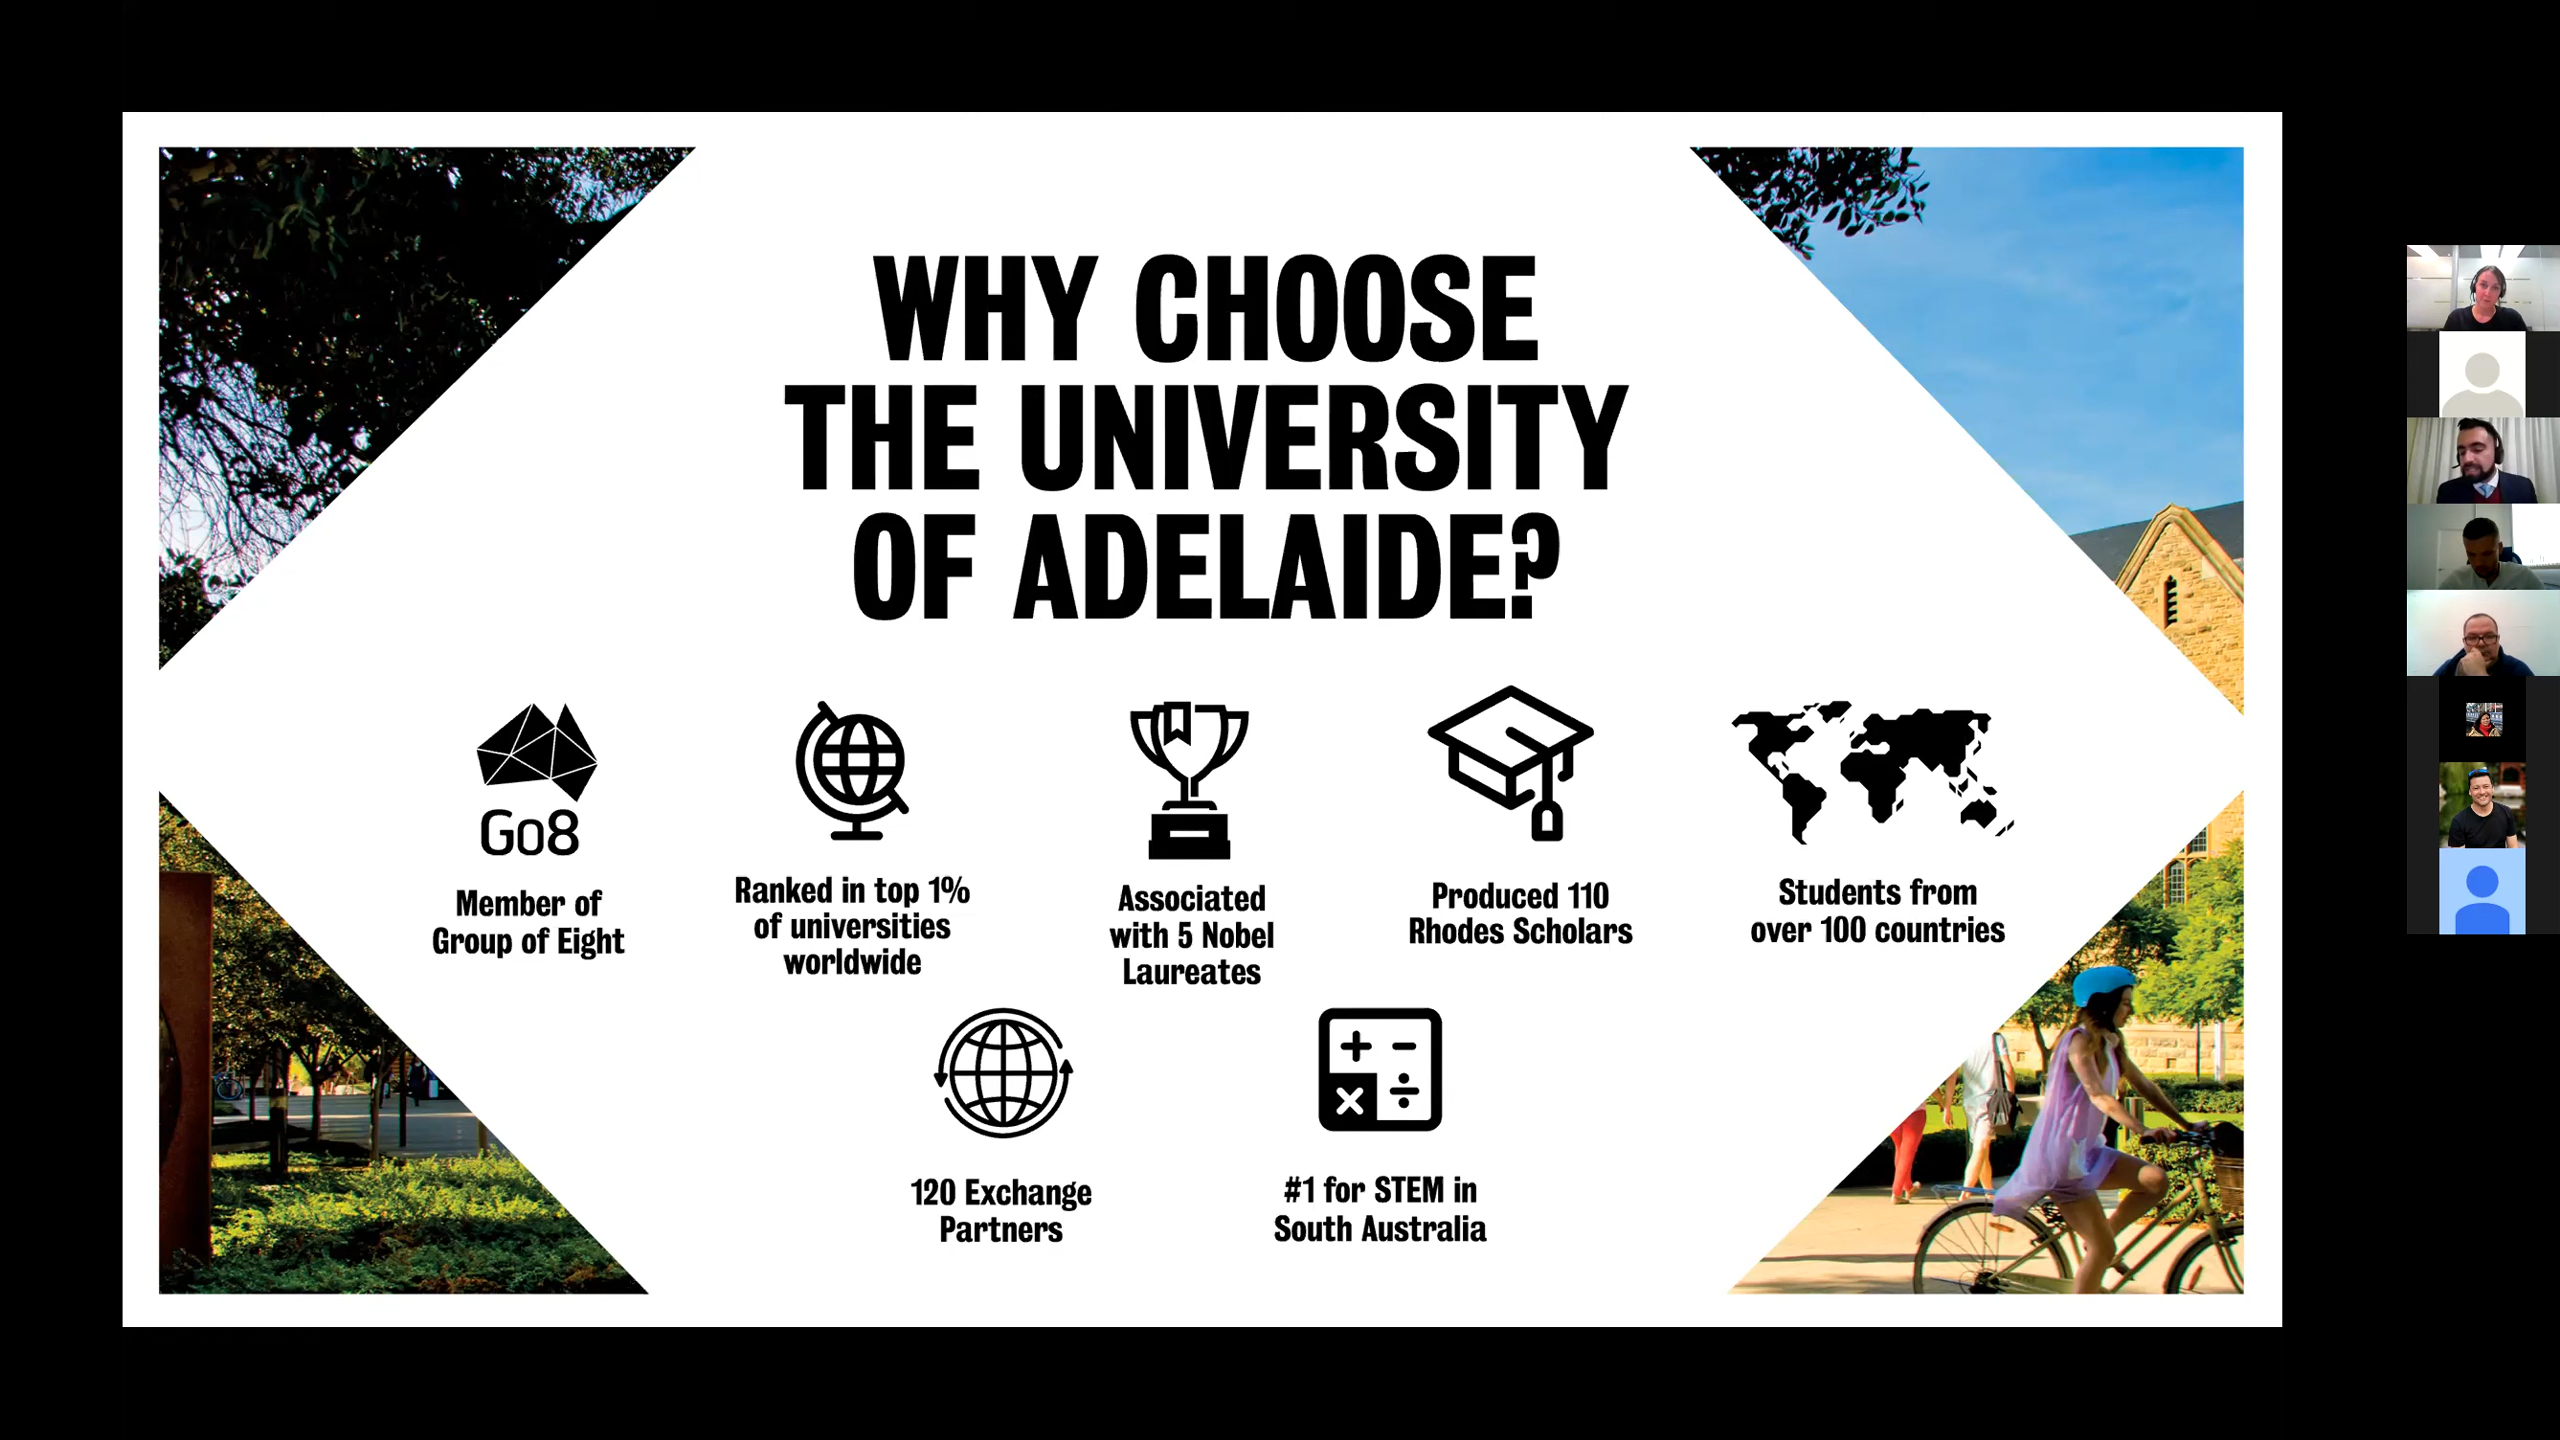 WHY CHOOSE
THE UNIVERSITY
OF ADELAIDE?
Go8
Member of
Group of Eight
Ranked in top 1%
of universities
worldwide
Associated
with 5 Nobel
Laureates
Produced 110
Rhodes Scholars
Students from
over 100 countries
120 Exchange
Partners
#1 for STEM in
South Australia